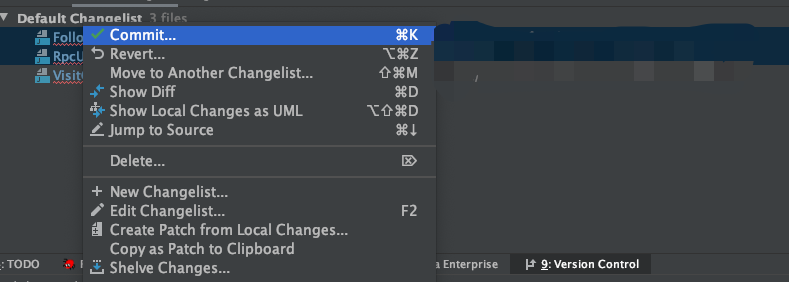 Default Changelist 3 files
Follo
Commit... ⌘K
RpcU
Revert... ⌥⌘Z
Move to Another Changelist... ⇧⌘M
Visit
Show Diff ⌘D
Show Local Changes as UML ⌥⇧⌘D
Jump to Source ⌘↓
Delete... ⌦
New Changelist...
Edit Changelist... F2
Create Patch from Local Changes...
Copy as Patch to Clipboard
Shelve Changes...
: TODO a Enterprise 9: Version Control